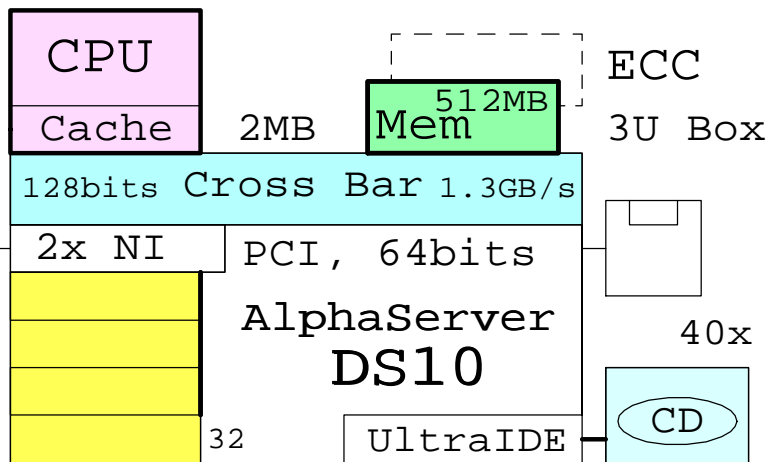 CPU
ECC
512MB
Cache 2MB Mem 3U Box
128bits Cross Bar 1.3GB/s
2x NI PCI, 64bits
AlphaServer
40x
DS10
CD
32 UltraIDE